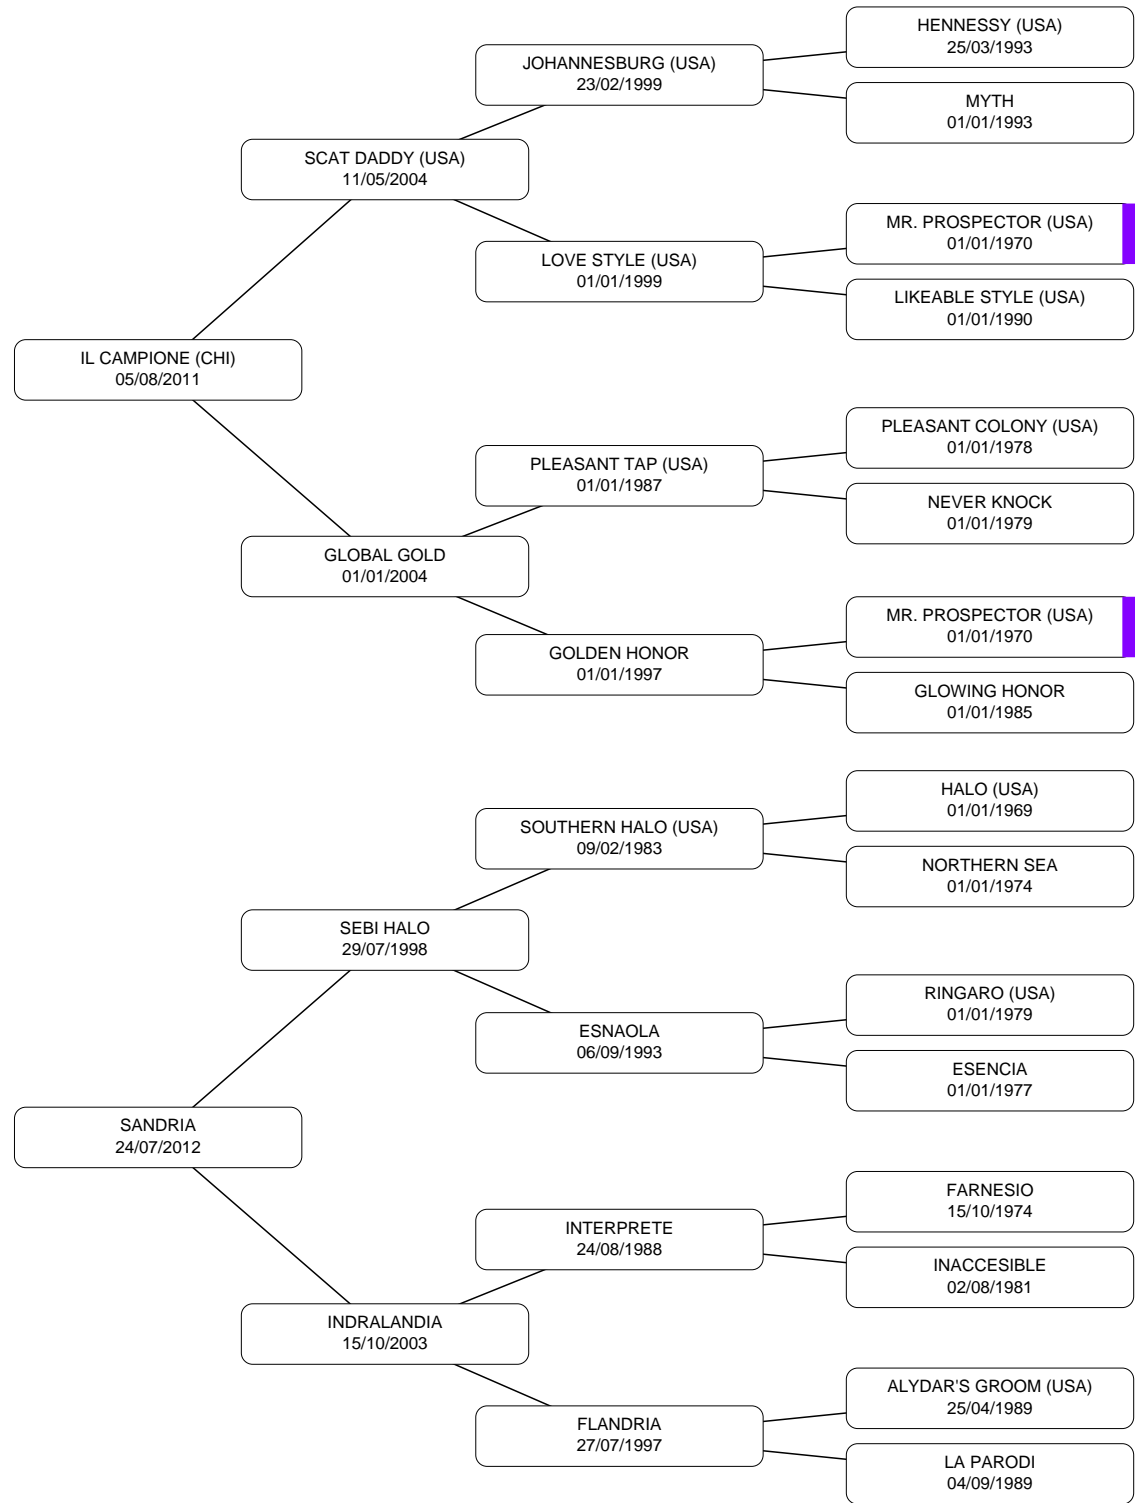 HENNESSY (USA)
25/03/1993
JOHANNESBURG (USA)
23/02/1999
MYTH
01/01/1993
SCAT DADDY (USA)
11/05/2004
MR. PROSPECTOR (USA)
01/01/1970
LOVE STYLE (USA)
01/01/1999
LIKEABLE STYLE (USA)
01/01/1990
IL CAMPIONE (CHI)
05/08/2011
PLEASANT COLONY (USA)
01/01/1978
PLEASANT TAP (USA)
01/01/1987
NEVER KNOCK
01/01/1979
GLOBAL GOLD
01/01/2004
MR. PROSPECTOR (USA)
01/01/1970
GOLDEN HONOR
01/01/1997
GLOWING HONOR
01/01/1985
HALO (USA)
01/01/1969
SOUTHERN HALO (USA)
09/02/1983
NORTHERN SEA
01/01/1974
SEBI HALO
29/07/1998
RINGARO (USA)
01/01/1979
ESNAOLA
06/09/1993
ESENCIA
01/01/1977
SANDRIA
24/07/2012
FARNESIO
15/10/1974
INTERPRETE
24/08/1988
INACCESIBLE
02/08/1981
INDRALANDIA
15/10/2003
ALYDAR'S GROOM (USA)
25/04/1989
FLANDRIA
27/07/1997
LA PARODI
04/09/1989